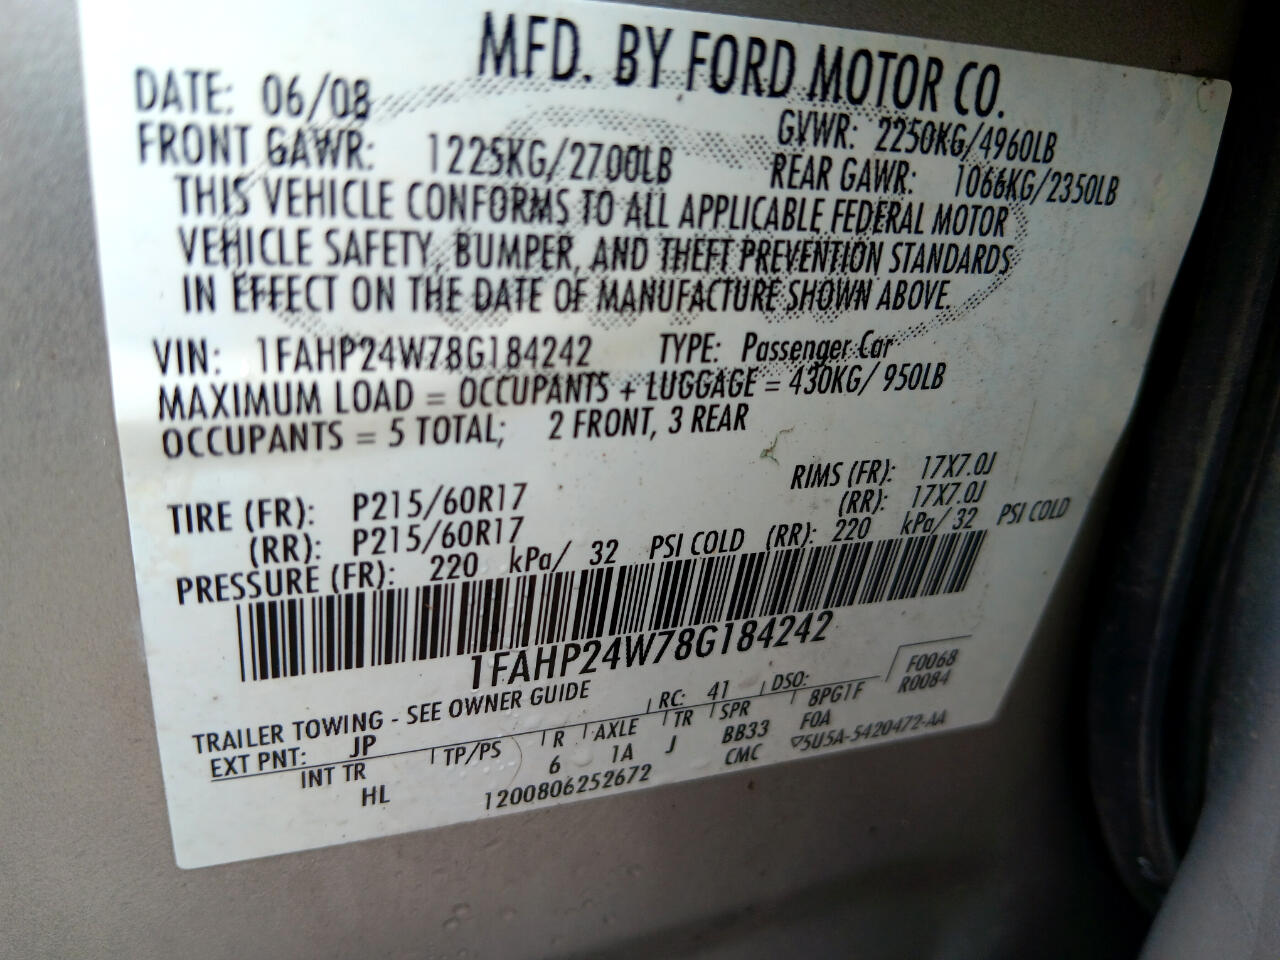 MFD. BY FORD MOTOR CO.
DATE: 06/08 GVWR: 2250KG/4960LB
FRONT GAWR: 1225KG/2700LB REAR GAWR: 1066KG/2350LB
THIS VEHICLE CONFORMS TO ALL APPLICABLE FEDERAL MOTOR
VEHICLE SAFETY, BUMPER, AND THEFT PREVENTION STANDARDS
IN EFFECT ON THE DATE OF MANUFACTURE SHOWN ABOVE.
VIN: 1FAHP24W78G184242 TYPE: Passenger Car
MAXIMUM LOAD = OCCUPANTS + LUGGAGE = 430KG/ 950LB
OCCUPANTS = 5 TOTAL; 2 FRONT, 3 REAR
TIRE (FR): P215/60R17 RIMS (FR): 17X7.0J
(RR): P215/60R17 (RR): 17X7.0J
PRESSURE (FR): 220 kPa/ 32 PSI COLD (RR): 220 kPa/ 32 PSI COLD
1FAHP24W78G184242
TRAILER TOWING - SEE OWNER GUIDE RC: 41 DSO: F0068
EXT PNT: JP TP/PS R AXLE TR SPR 8PG1F R0084
INT TR 6 1A J BB33 FOA
HL 1200806252672 CMC ▽5U5A-5420472-AA